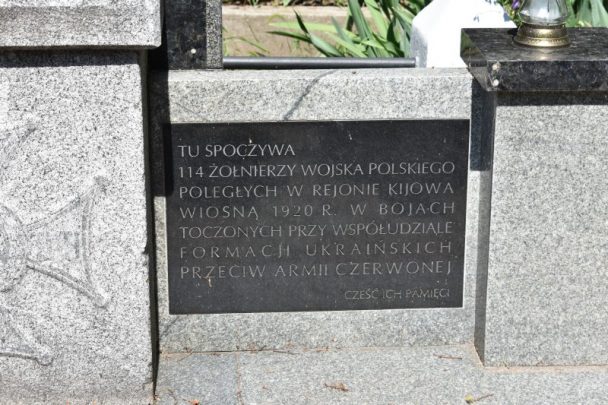 TU SPOCZYWA
114 ŻOŁNIERZY WOJSKA POLSKIEGO
POLEGŁYCH W REJONIE KIJOWA
WIOSNĄ 1920 R. W BOJACH
TOCZONYCH PRZY WSPÓŁUDZIALE
FORMACJI UKRAIŃSKICH
PRZECIW ARMII CZERWONEJ
CZEŚĆ ICH PAMIĘCI